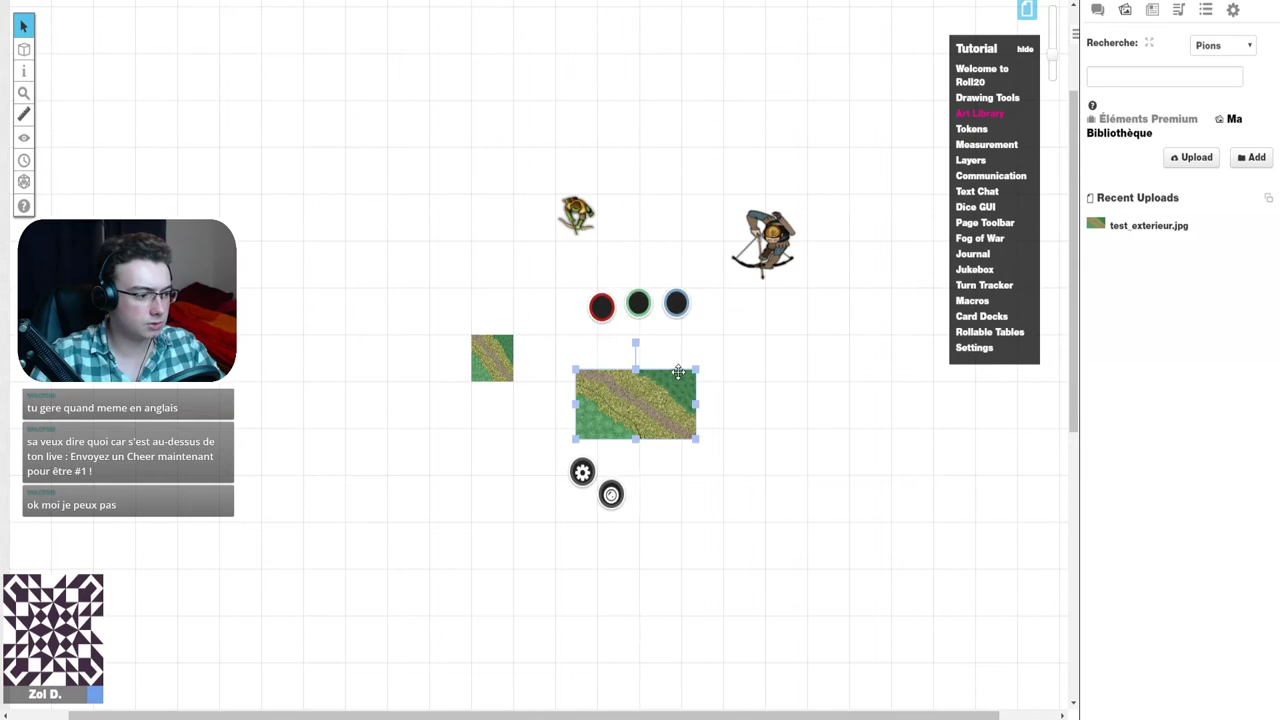 Tutorial hide
Welcome to
Roll20
Drawing Tools
Art Library
Tokens
Measurement
Layers
Communication
Text Chat
Dice GUI
Page Toolbar
Fog of War
Journal
Jukebox
Turn Tracker
Macros
Card Decks
Rollable Tables
Settings
Recherche:
Pions
Éléments Premium Ma
Bibliothèque
Upload
Add
Recent Uploads
test_exterieur.jpg
tu gere quand meme en anglais
sa veux dire quoi car s'est au-dessus de
ton live : Envoyez un Cheer maintenant
pour être #1 !
ok moi je peux pas
Zol D.